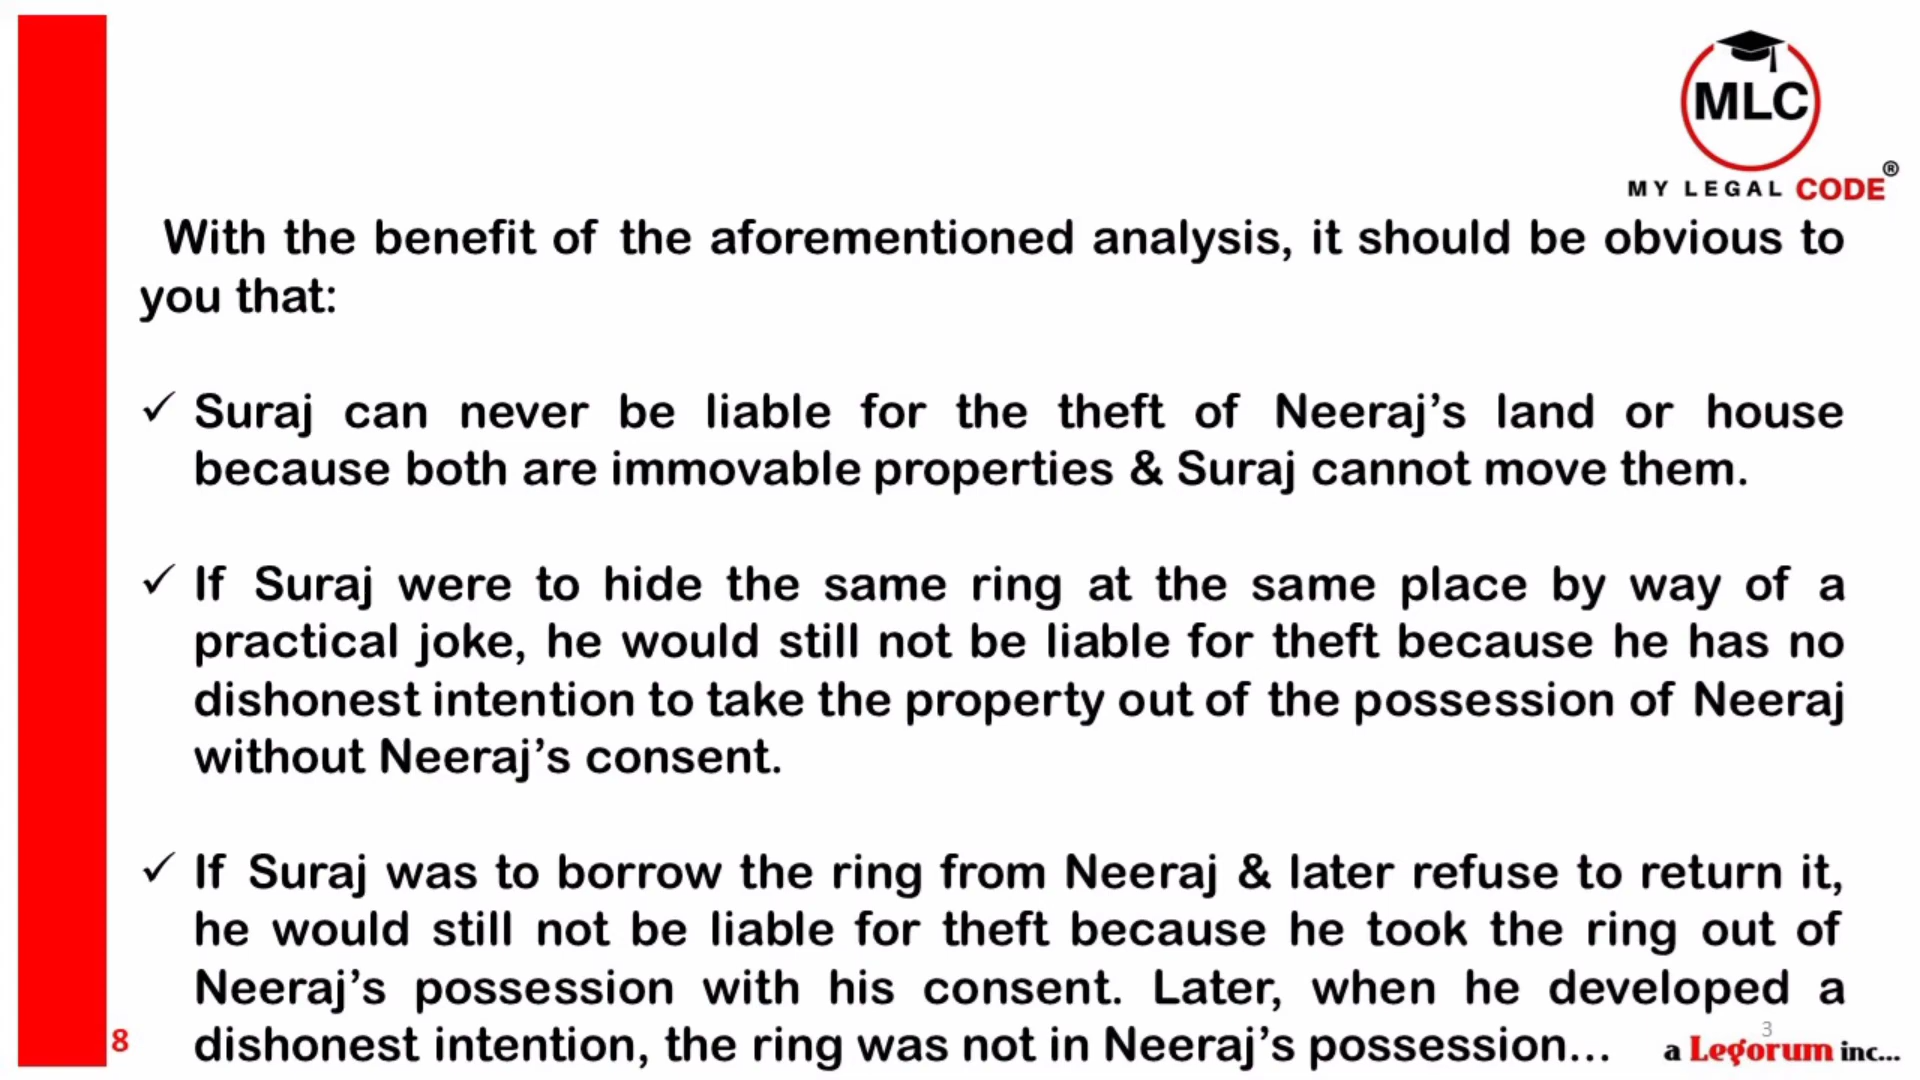 MLC
MY LEGAL CODE®
With the benefit of the aforementioned analysis, it should be obvious to
you that:
✓ Suraj can never be liable for the theft of Neeraj’s land or house
because both are immovable properties & Suraj cannot move them.
✓ If Suraj were to hide the same ring at the same place by way of a
practical joke, he would still not be liable for theft because he has no
dishonest intention to take the property out of the possession of Neeraj
without Neeraj’s consent.
✓ If Suraj was to borrow the ring from Neeraj & later refuse to return it,
he would still not be liable for theft because he took the ring out of
Neeraj’s possession with his consent. Later, when he developed a
dishonest intention, the ring was not in Neeraj’s possession...
8
3
a Legorum inc...